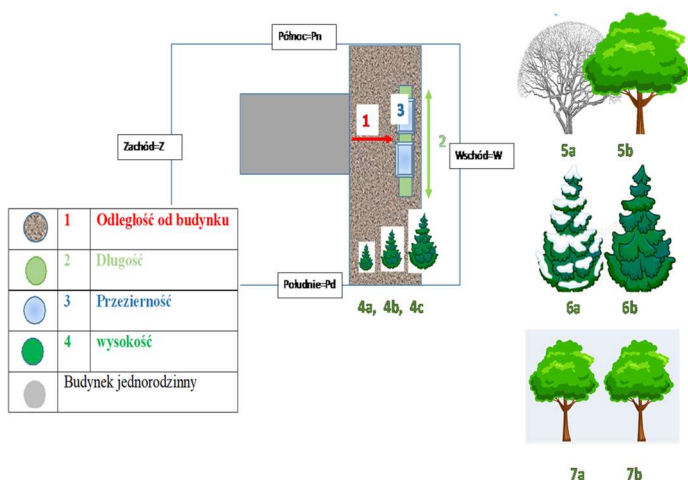 Północ=Pn
Zachód=Z
1
3
2
Wschód=W
Południe=Pd
4a, 4b, 4c
1 Odległość od budynku
2 Długość
3 Przezierność
4 wysokość
Budynek jednorodzinny
5a 5b
6a 6b
7a 7b